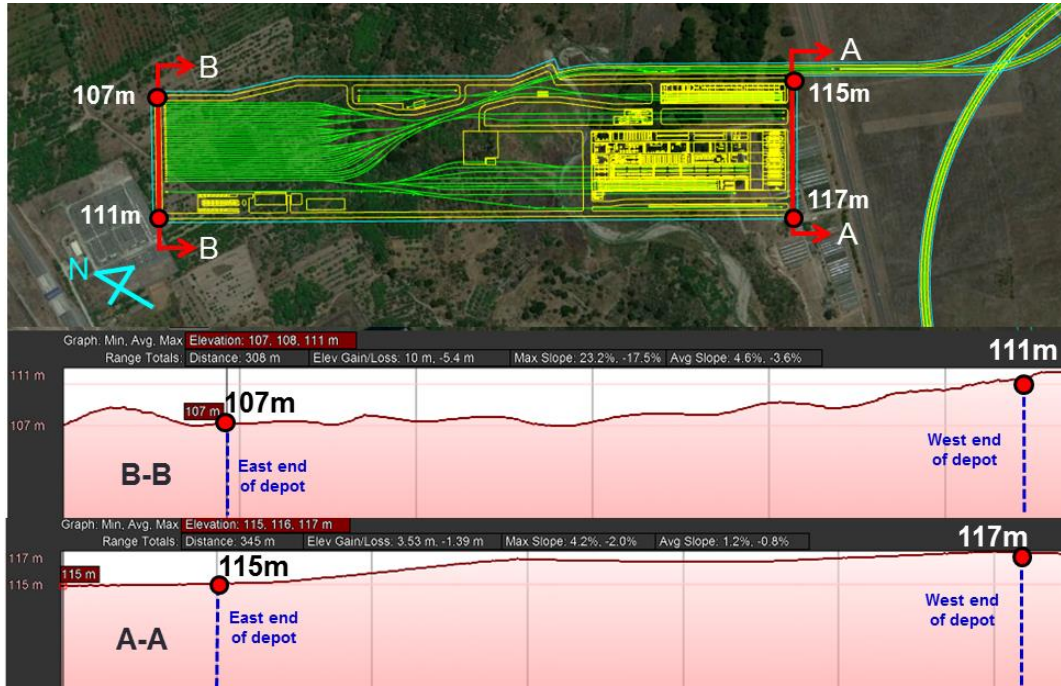 B
A
107m
115m
111m
117m
B
A
N
Graph: Min, Avg, Max Elevation: 107, 108, 111 m
Range Totals: Distance: 308 m Elev Gain/Loss: 10 m, -5.4 m Max Slope: 23.2%, -17.5% Avg Slope: 4.6%, -3.6%
111m
111 m
107 m
107 m
107m
B-B
East end
of depot
West end
of depot
Graph: Min, Avg, Max Elevation: 115, 116, 117 m
Range Totals: Distance: 345 m Elev Gain/Loss: 3.53 m, -1.39 m Max Slope: 4.2%, -2.0% Avg Slope: 1.2%, -0.8%
117m
117 m
115 m
115 m
115m
A-A
East end
of depot
West end
of depot